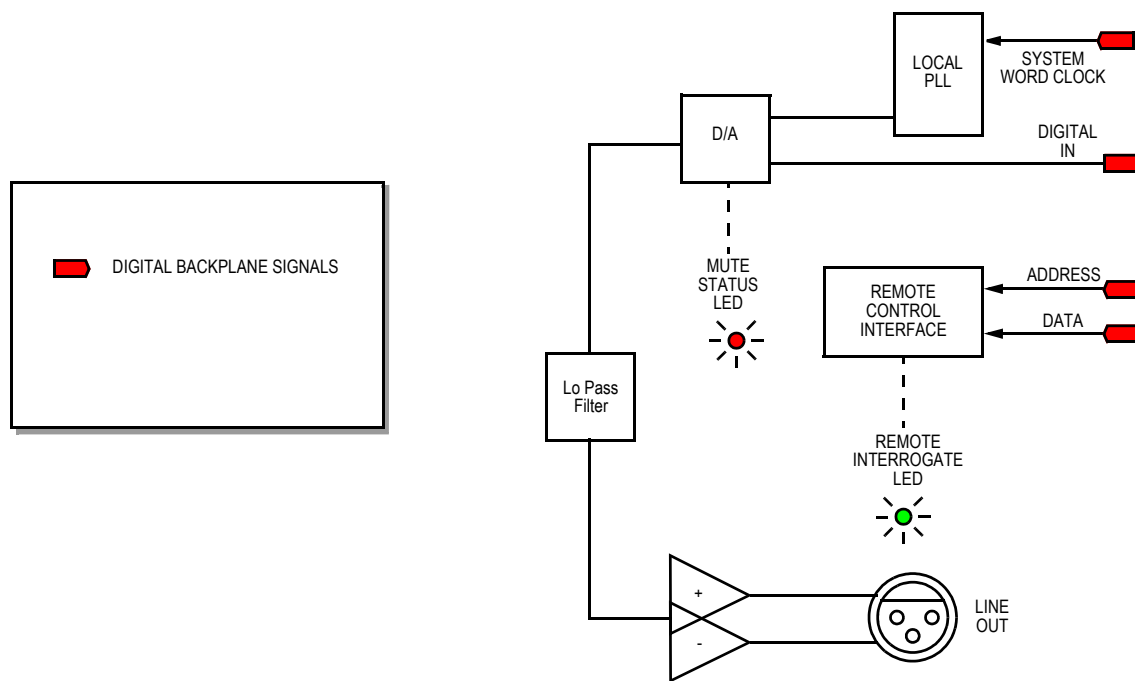 LOCAL
PLL
SYSTEM
WORD CLOCK
D/A
DIGITAL
IN
DIGITAL BACKPLANE SIGNALS
MUTE
STATUS
LED
REMOTE
CONTROL
INTERFACE
ADDRESS
DATA
Lo Pass
Filter
REMOTE
INTERROGATE
LED
+
-
LINE
OUT